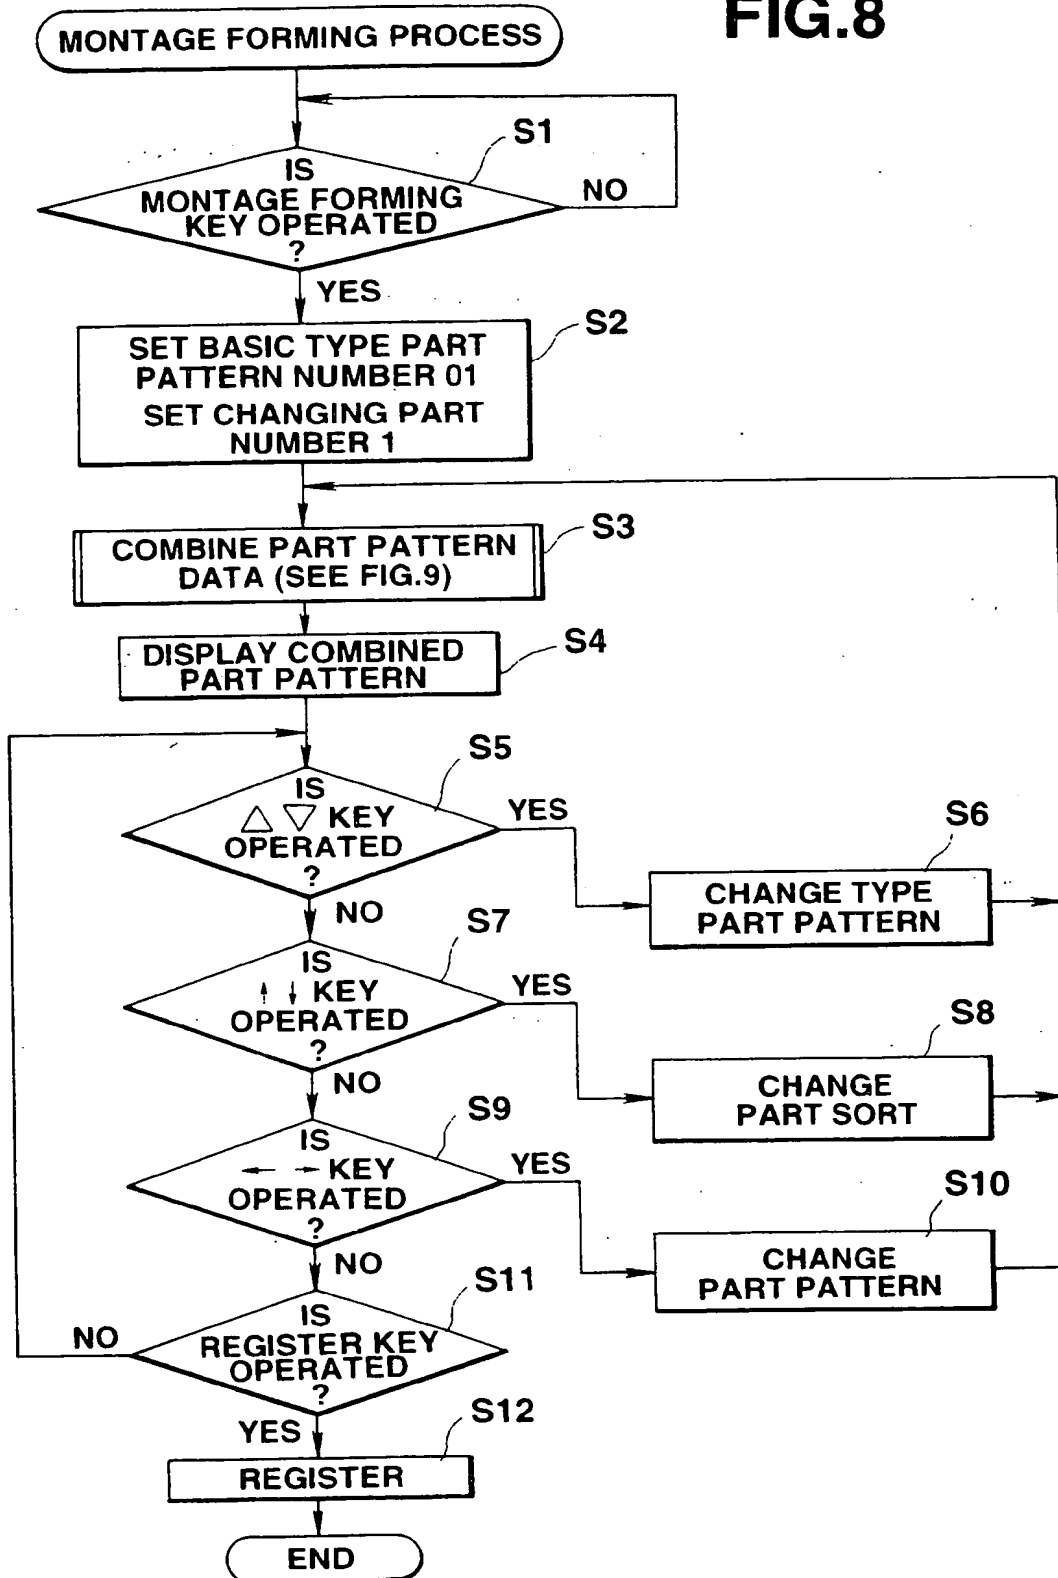 FIG.8
MONTAGE FORMING PROCESS
S1
IS
MONTAGE FORMING
KEY OPERATED
?
NO
YES
S2
SET BASIC TYPE PART
PATTERN NUMBER 01
SET CHANGING PART
NUMBER 1
S3
COMBINE PART PATTERN
DATA (SEE FIG.9)
S4
DISPLAY COMBINED
PART PATTERN
S5
IS
△ ▽ KEY
OPERATED
?
YES
NO
S6
CHANGE TYPE
PART PATTERN
S7
IS
↑ ↓ KEY
OPERATED
?
YES
NO
S8
CHANGE
PART SORT
S9
IS
← → KEY
OPERATED
?
YES
NO
S10
CHANGE
PART PATTERN
S11
IS
REGISTER KEY
OPERATED
?
NO
YES
S12
REGISTER
END